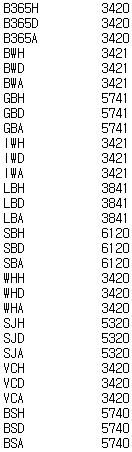 B365H 3420
B365D 3420
B365A 3420
BWH 3421
BWD 3421
BWA 3421
GBH 5741
GBD 5741
GBA 5741
IWH 3421
IWD 3421
IWA 3421
LBH 3841
LBD 3841
LBA 3841
SBH 6120
SBD 6120
SBA 6120
WHH 3420
WHD 3420
WHA 3420
SJH 5320
SJD 5320
SJA 5320
VCH 3420
VCD 3420
VCA 3420
BSH 5740
BSD 5740
BSA 5740